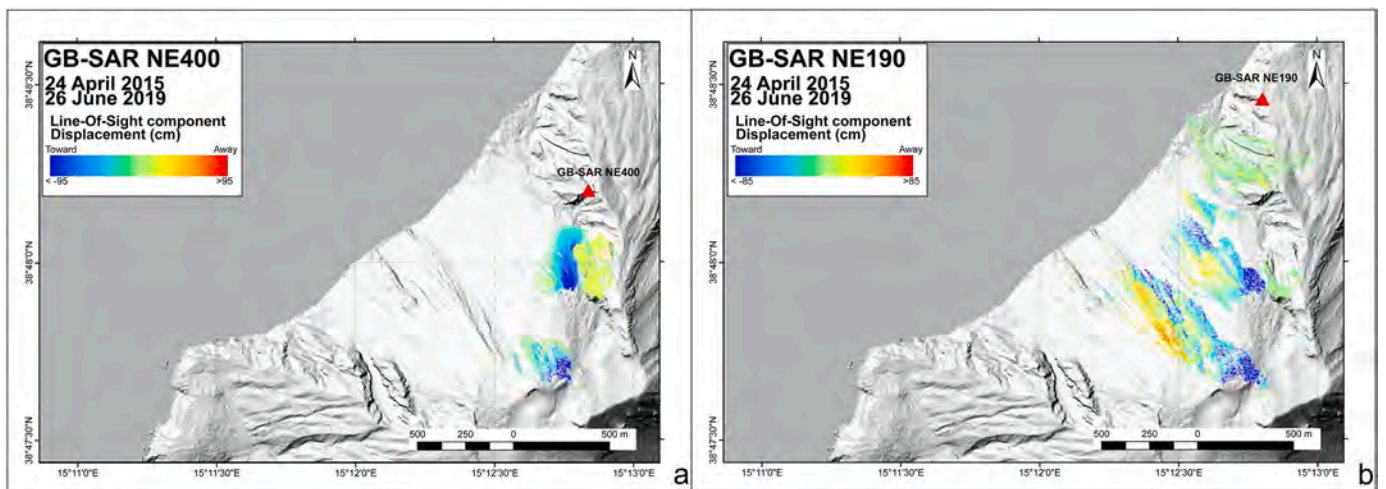 GB-SAR NE400
24 April 2015
26 June 2019
Line-Of-Sight component
Displacement (cm)
Toward Away
< -95 >95
N
GB-SAR NE400
38°48'30"N
38°48'0"N
38°47'30"N
500 250 0 500 m
15°11'0"E 15°11'30"E 15°12'0"E 15°12'30"E 15°13'0"E
a
GB-SAR NE190
24 April 2015
26 June 2019
Line-Of-Sight component
Displacement (cm)
Toward Away
< -85 >85
N
GB-SAR NE190
38°48'30"N
38°48'0"N
38°47'30"N
500 250 0 500 m
15°11'0"E 15°11'30"E 15°12'0"E 15°12'30"E 15°13'0"E
b